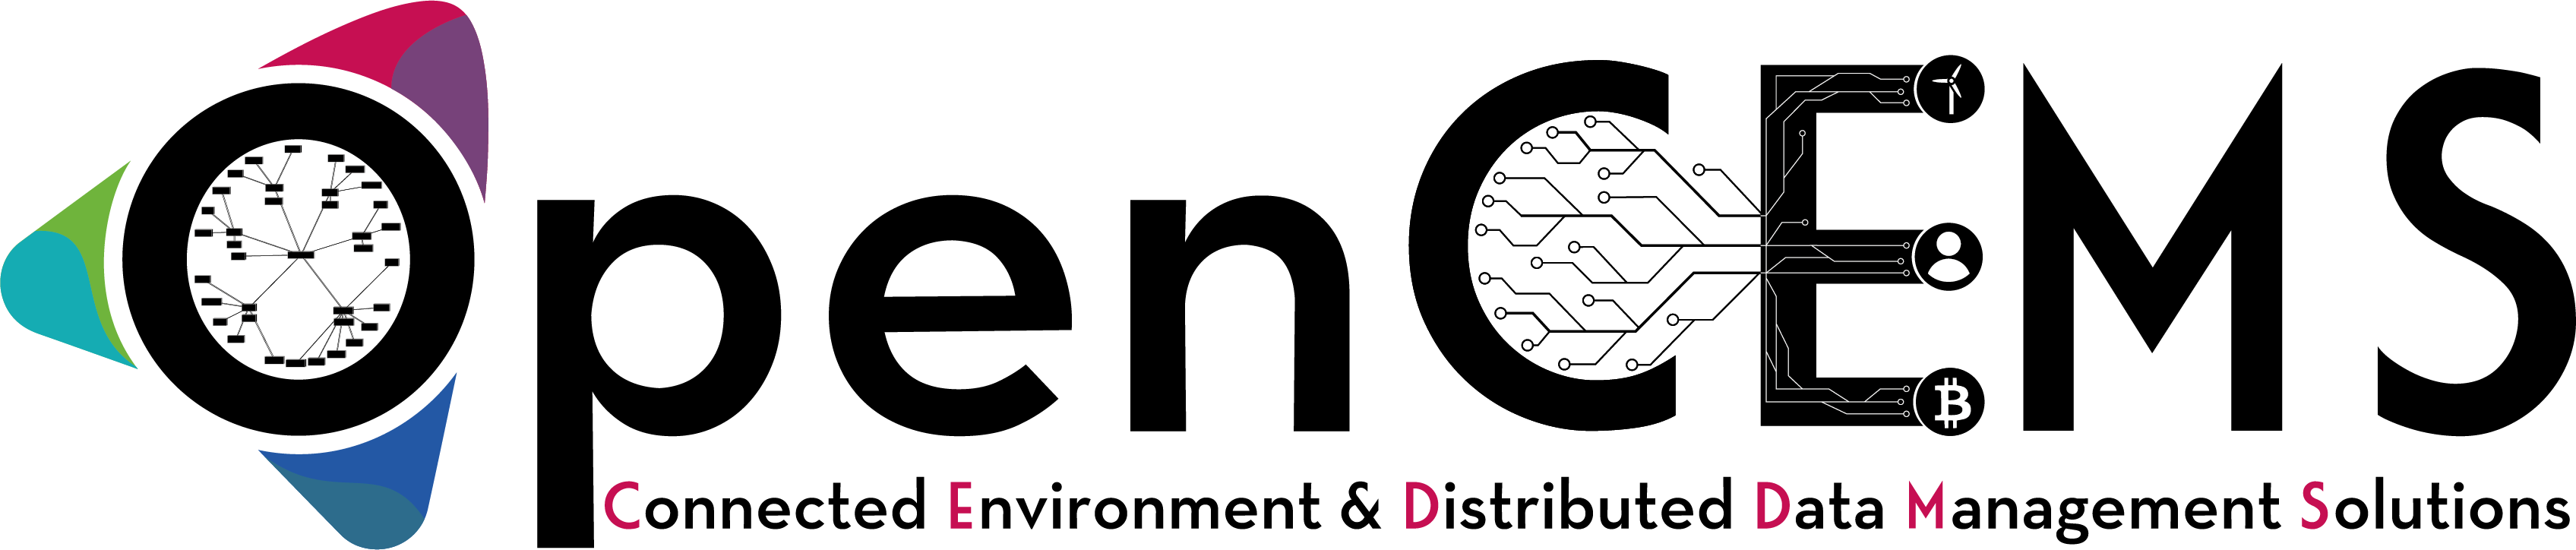 OpenCEMS
Connected Environment & Distributed Data Management Solutions